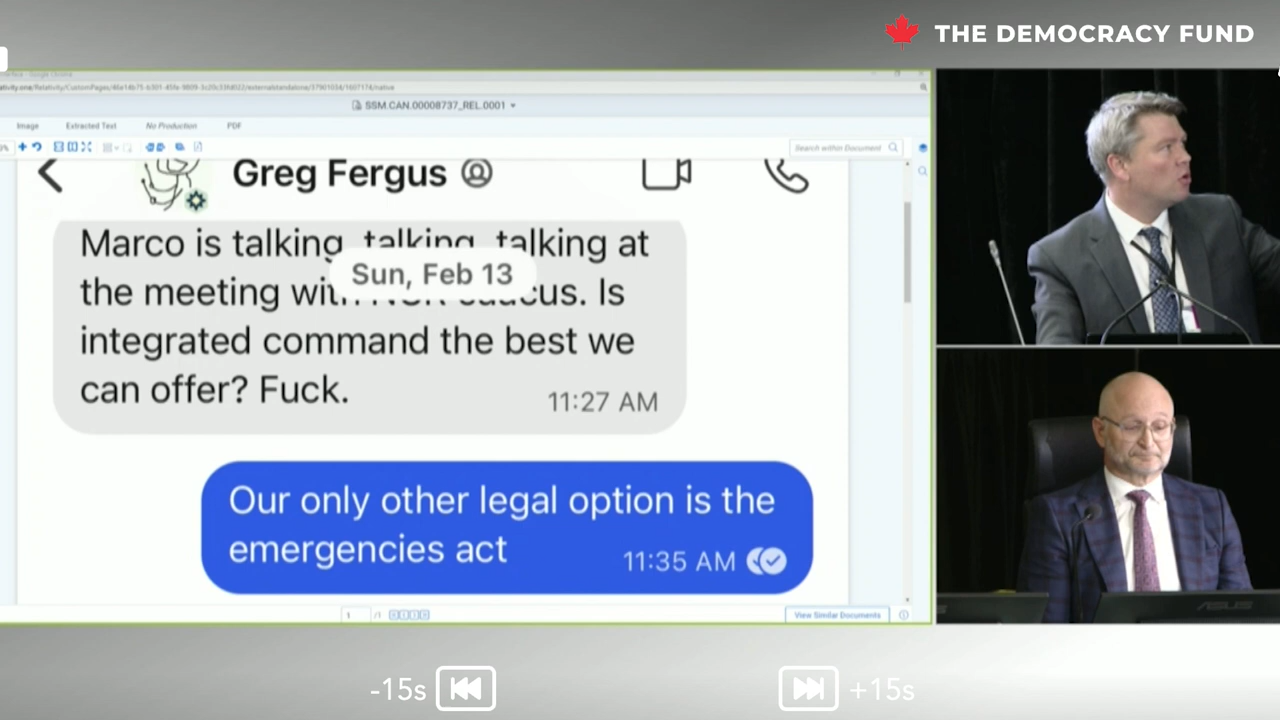 THE DEMOCRACY FUND
SSM.CAN.00008737_REL.0001
Image Extracted Text No Production PDF
Search within Document
Greg Fergus
Marco is talking, talking, talking at
Sun, Feb 13
the meeting with caucus. Is
integrated command the best we
can offer? Fuck.
11:27 AM
Our only other legal option is the
emergencies act
11:35 AM
1 /1
View Similar Documents
ASUS
-15s
+15s